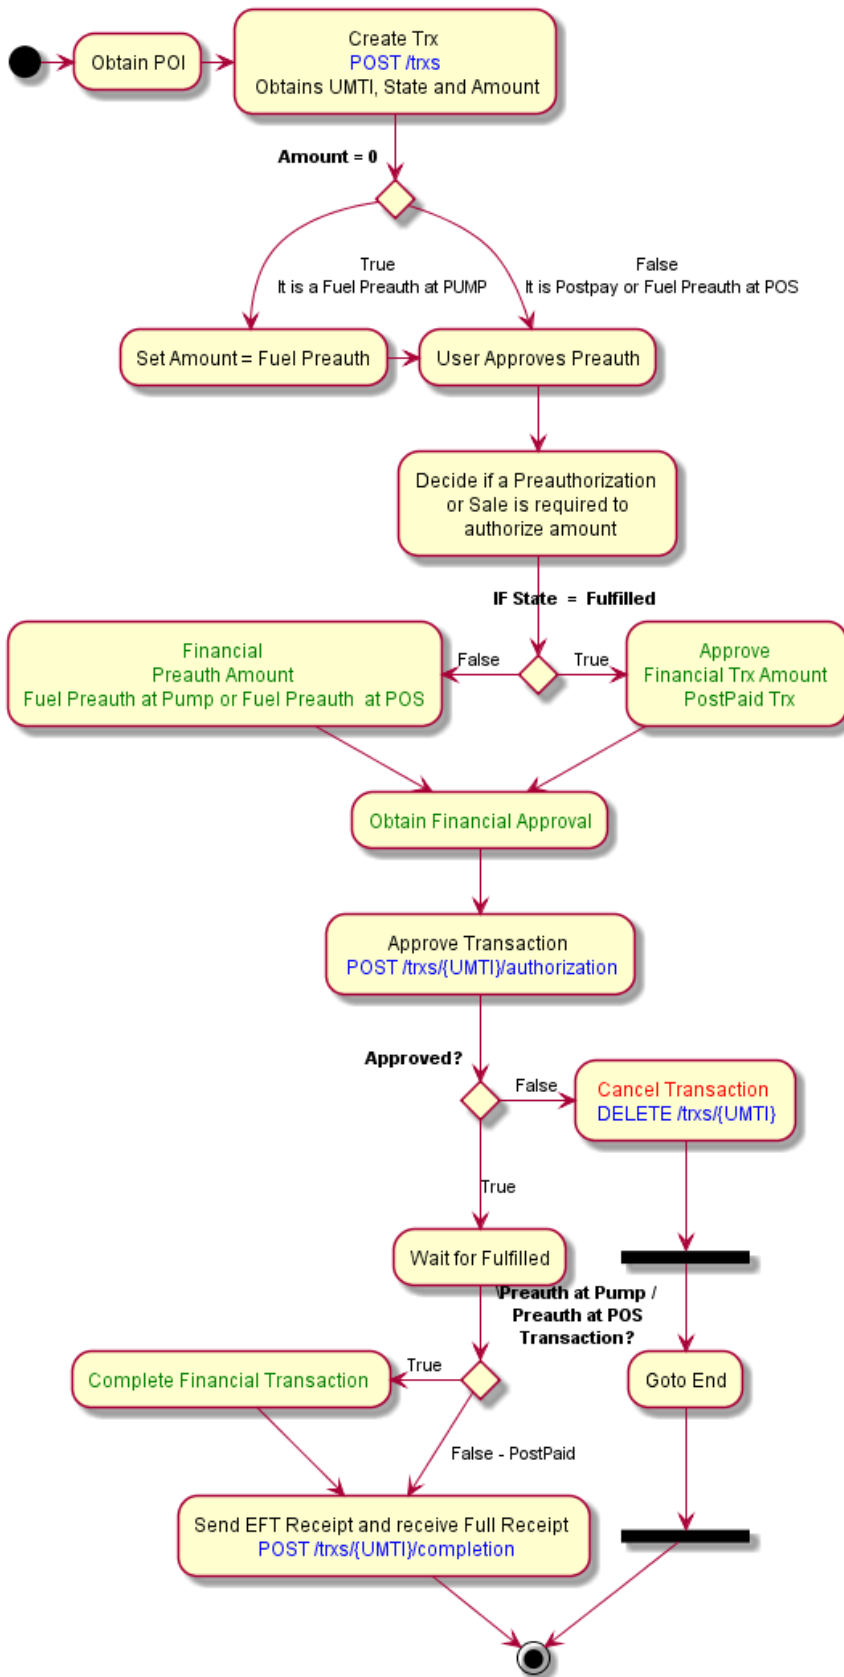 Obtain POI
Create Trx
POST /trxs
Obtains UMTI, State and Amount
Amount = 0
True
It is a Fuel Preauth at PUMP
False
It is Postpay or Fuel Preauth at POS
Set Amount = Fuel Preauth
User Approves Preauth
Decide if a Preauthorization
or Sale is required to
authorize amount
IF State = Fulfilled
Financial
Preauth Amount
Fuel Preauth at Pump or Fuel Preauth at POS
False
True
Approve
Financial Trx Amount
PostPaid Trx
Obtain Financial Approval
Approve Transaction
POST /trxs/{UMTI}/authorization
Approved?
False
Cancel Transaction
DELETE /trxs/{UMTI}
True
Wait for Fulfilled
\Preauth at Pump /
Preauth at POS
Transaction?
Complete Financial Transaction
True
Goto End
False - PostPaid
Send EFT Receipt and receive Full Receipt
POST /trxs/{UMTI}/completion